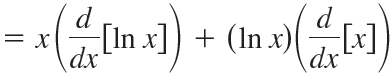 = x(d/dx [ln x]) + (ln x)(d/dx [x])